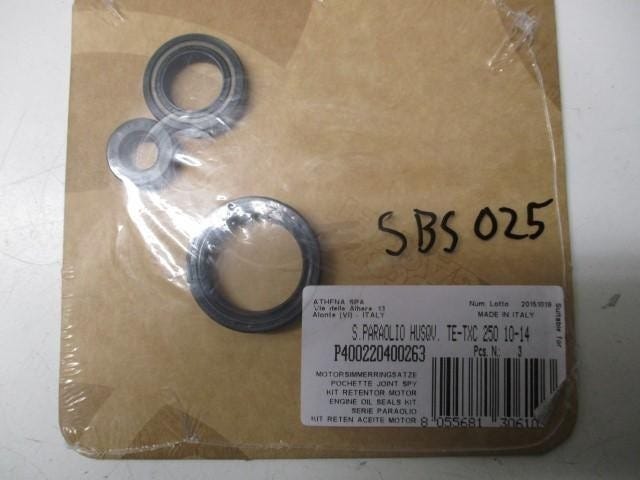 SBS 025
ATHENA SPA
Via delle Albere 13
Alonte (VI) - ITALY
Num. Lotto 20151019
MADE IN ITALY
Suitable for
S.PARAOLIO HUSQV. TE-TXC 250 10-14
P400220400263
Pcs. N.: 3
MOTORSIMMERRINGSATZE
POCHETTE JOINT SPY
KIT RETENTOR MOTOR
ENGINE OIL SEALS KIT
SERIE PARAOLIO
KIT RETEN ACEITE MOTOR
8 055681